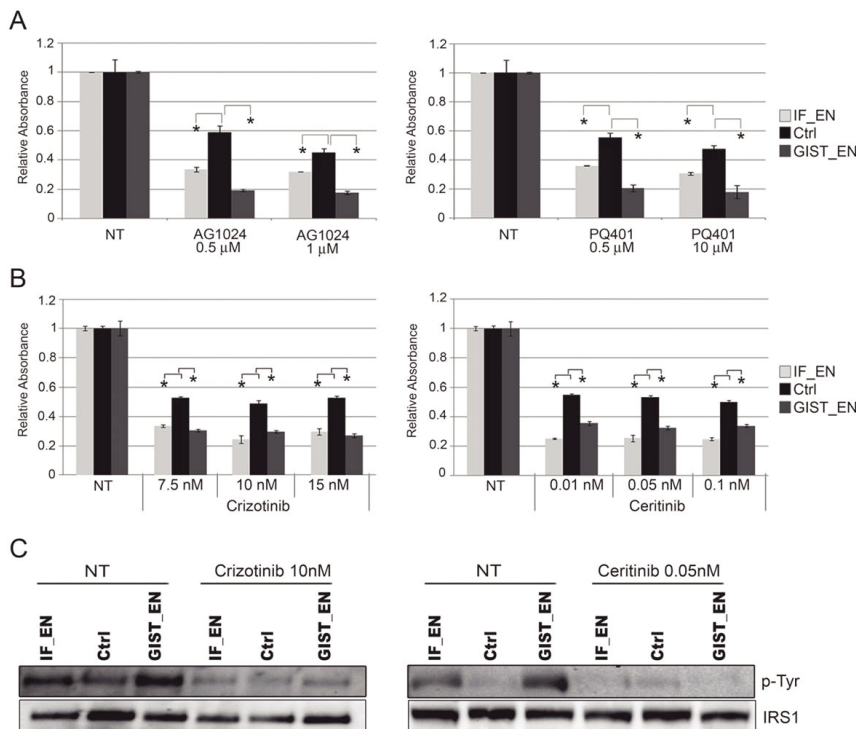 A
Relative Absorbance
1.2
1
0.8
0.6
0.4
0.2
0
* * * *
NT
AG1024
0.5 µM
AG1024
1 µM
Relative Absorbance
1.2
1
0.8
0.6
0.4
0.2
0
* * * *
NT
PQ401
0.5 µM
PQ401
10 µM
IF_EN
Ctrl
GIST_EN
B
Relative Absorbance
1.2
1
0.8
0.6
0.4
0.2
0
* * * * * *
NT
7.5 nM
10 nM
15 nM
Crizotinib
Relative Absorbance
1.2
1
0.8
0.6
0.4
0.2
0
* * * * * *
NT
0.01 nM
0.05 nM
0.1 nM
Ceritinib
IF_EN
Ctrl
GIST_EN
C
NT
Crizotinib 10nM
IF_EN
Ctrl
GIST_EN
IF_EN
Ctrl
GIST_EN
NT
Ceritinib 0.05nM
IF_EN
Ctrl
GIST_EN
IF_EN
Ctrl
GIST_EN
p-Tyr
IRS1